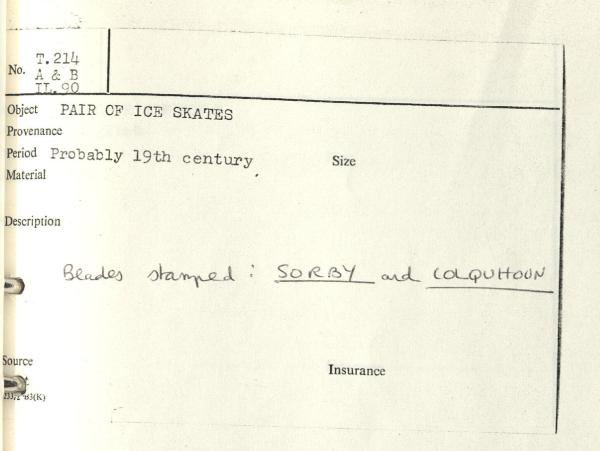 No. T.214
A & B
IL.90
Object PAIR OF ICE SKATES
Provenance
Period Probably 19th century Size
Material
Description
Blades stamped : SORBY and COLQUHOUN
Source
Insurance